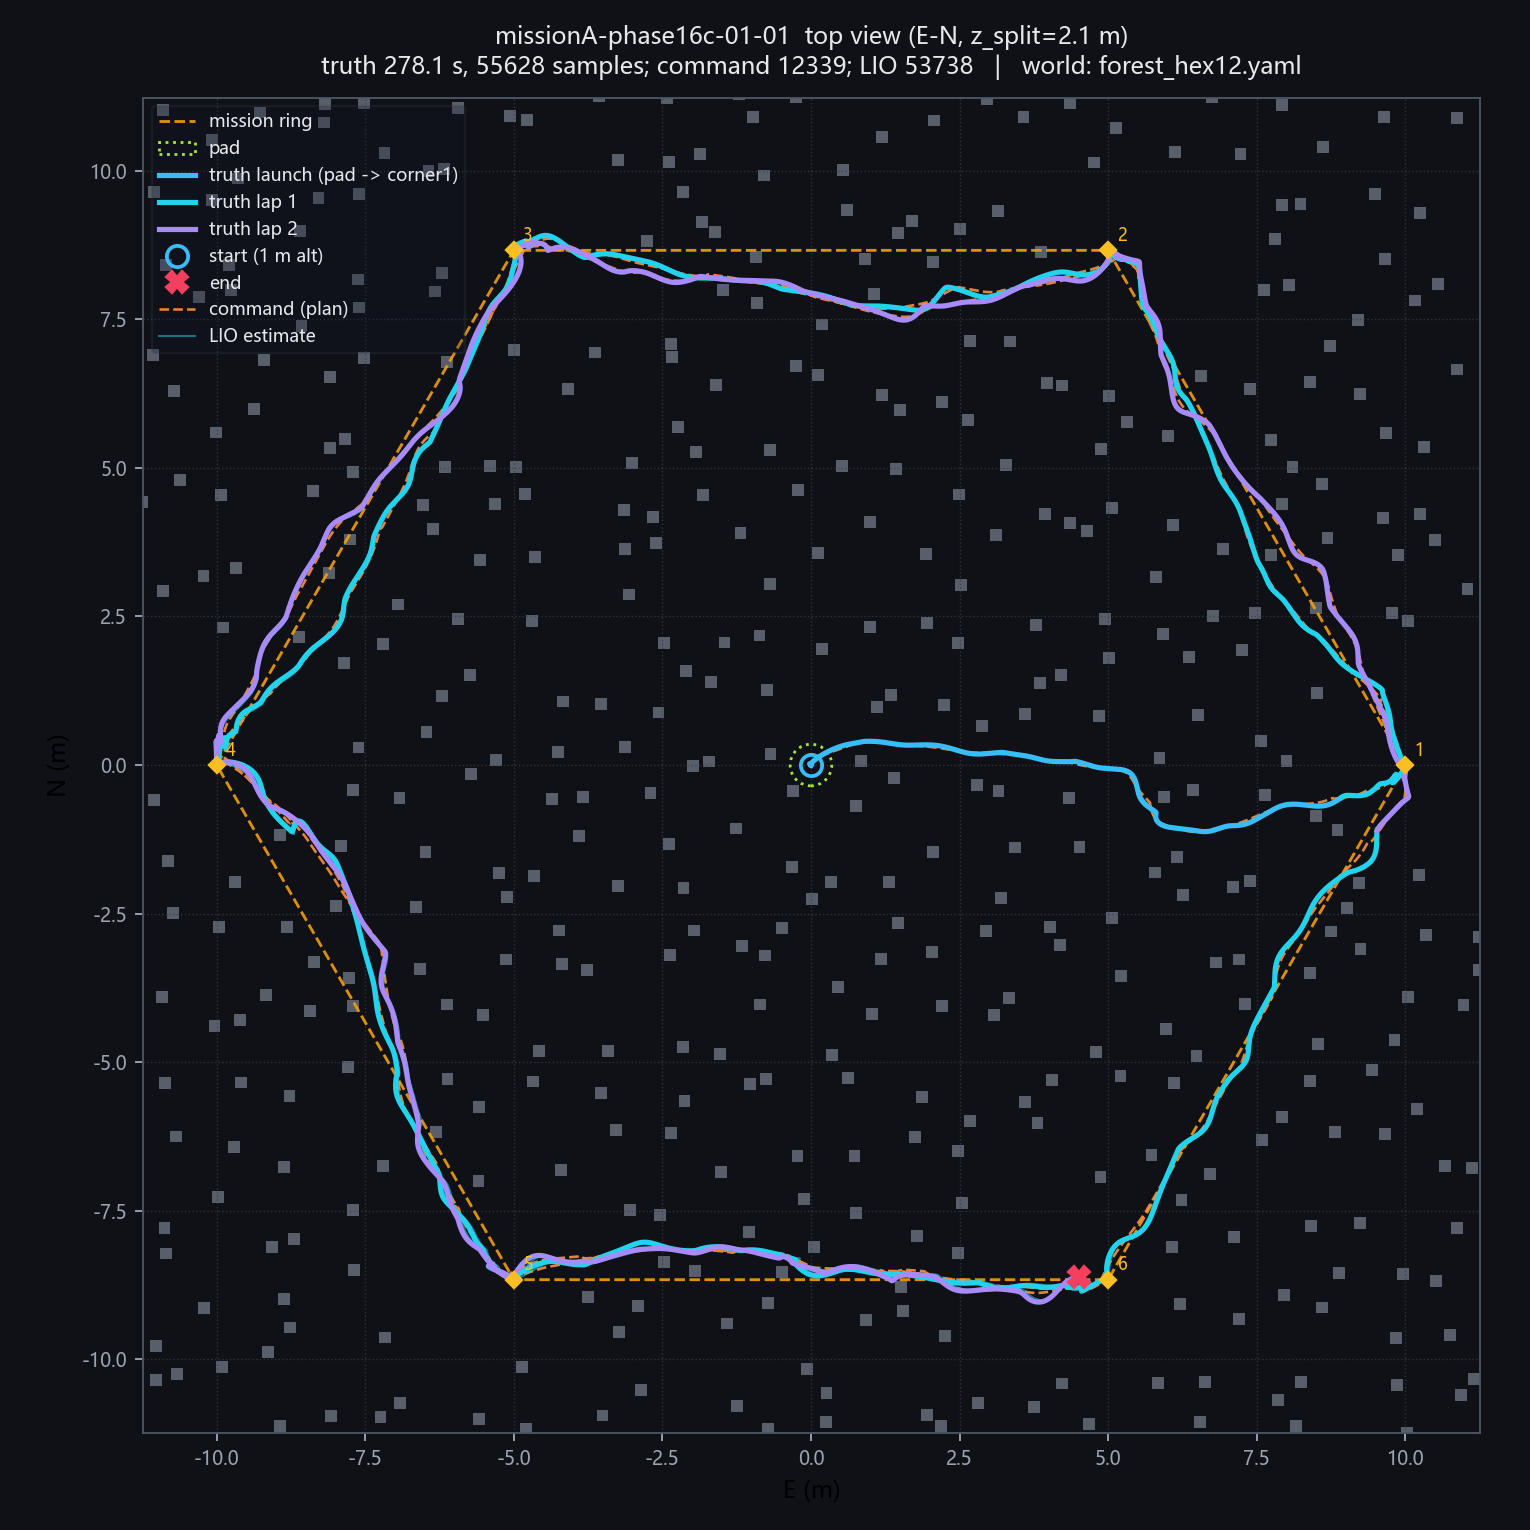 missionA-phase16c-01-01  top view (E-N, z_split=2.1 m)
truth 278.1 s, 55628 samples; command 12339; LIO 53738   |   world: forest_hex12.yaml
mission ring
pad
truth launch (pad -> corner1)
truth lap 1
truth lap 2
start (1 m alt)
end
command (plan)
LIO estimate
3
2
4
1
6
10.0
7.5
5.0
2.5
0.0
-2.5
-5.0
-7.5
-10.0
N (m)
-10.0 -7.5 -5.0 -2.5 0.0 2.5 5.0 7.5 10.0
E (m)